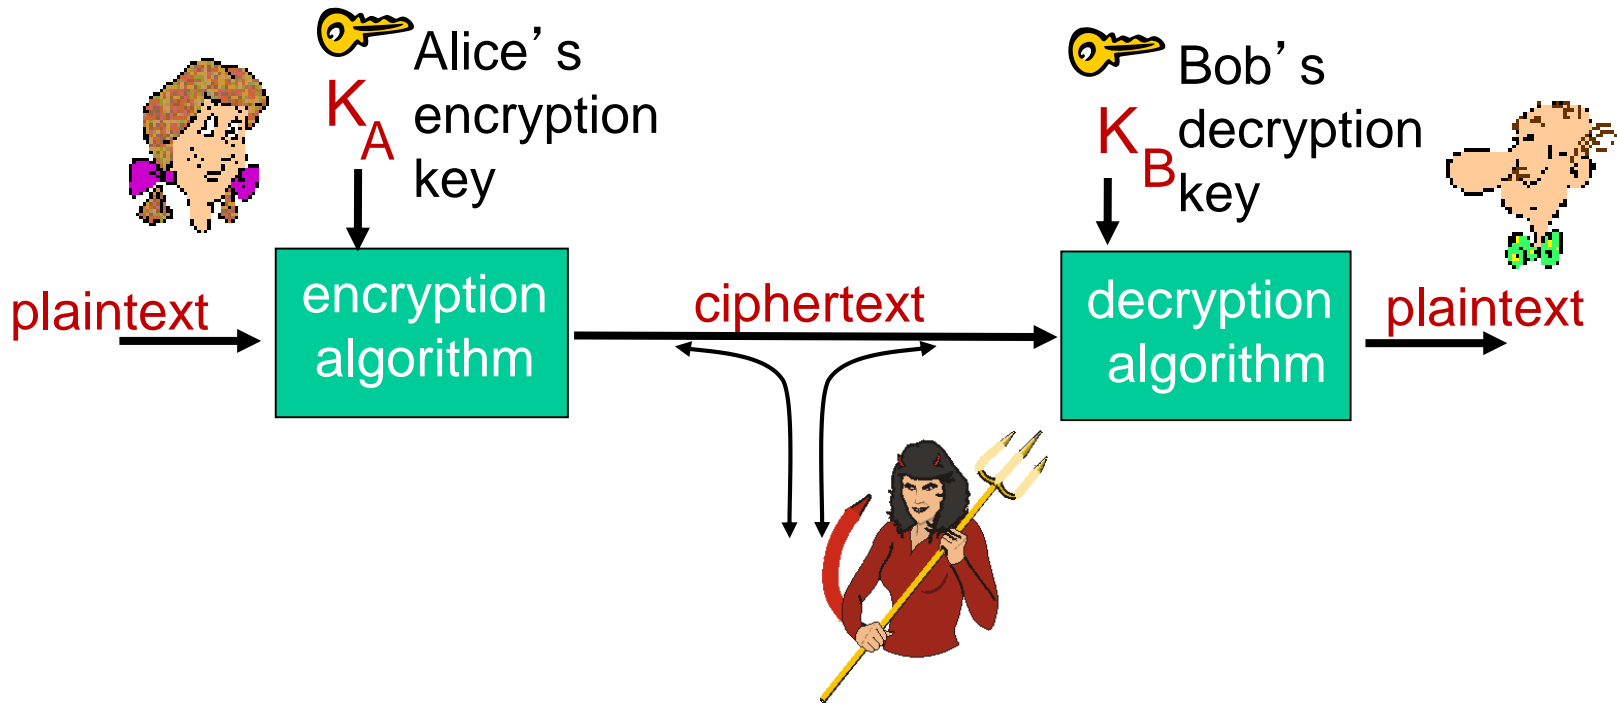 Alice’s
encryption
key
K
A
Bob’s
decryption
key
K
B
plaintext
encryption
algorithm
ciphertext
decryption
algorithm
plaintext